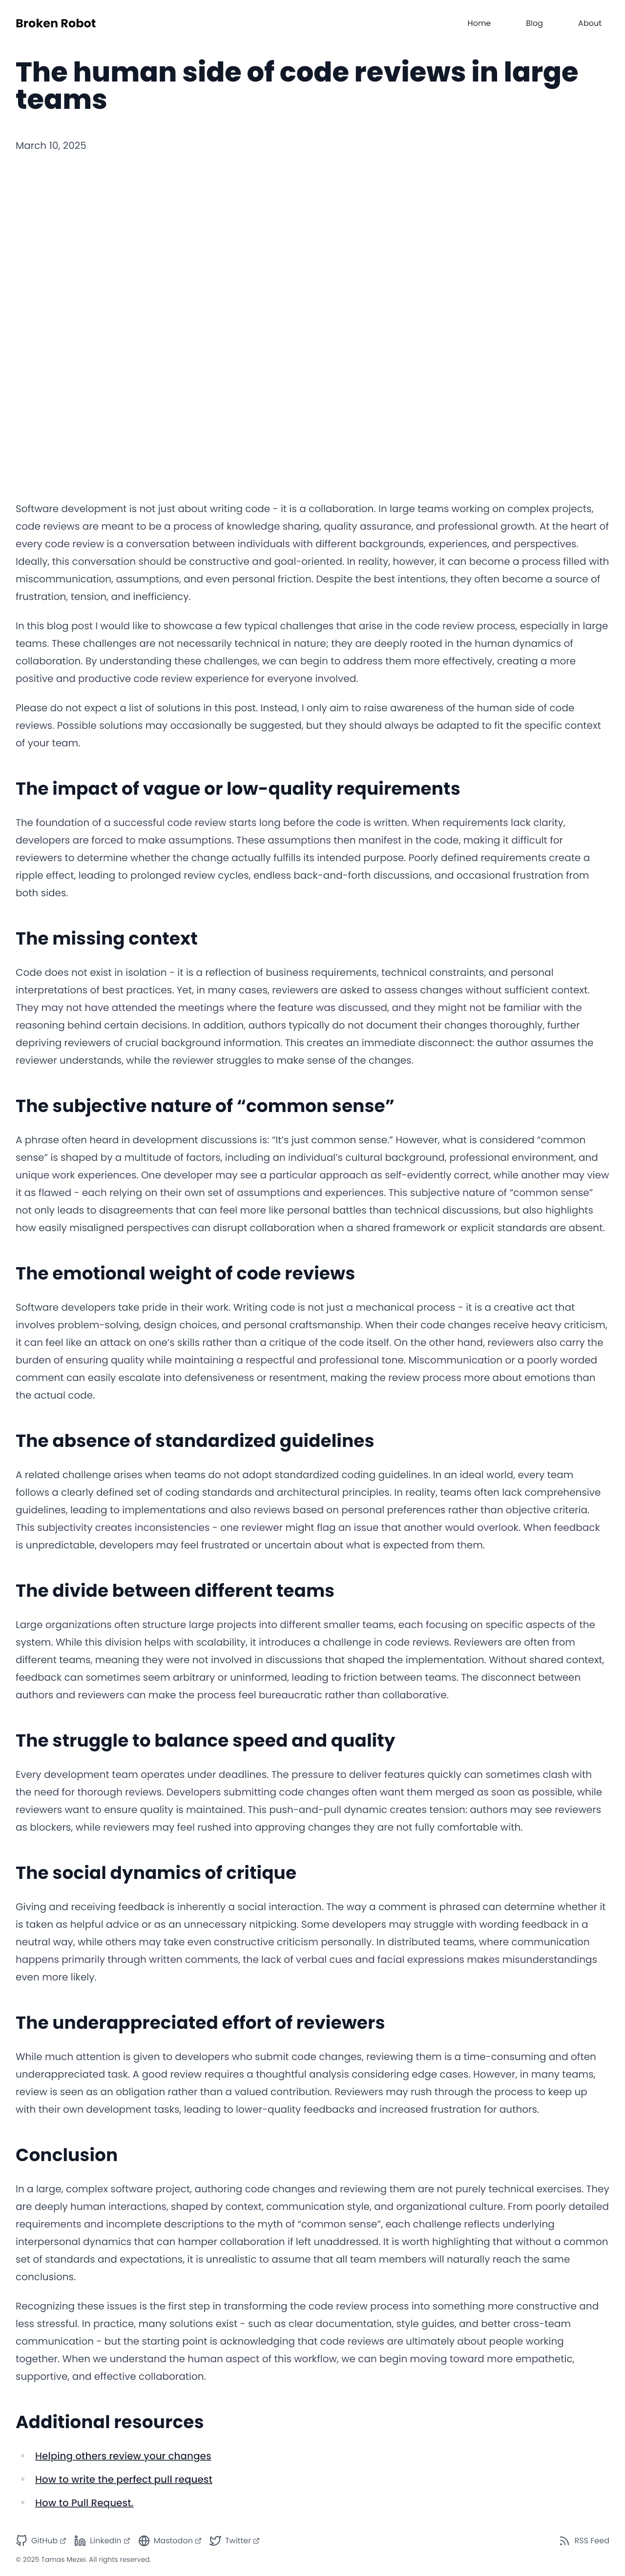 Broken Robot
Home
Blog
About
The human side of code reviews in large
teams
March 10, 2025
Software development is not just about writing code - it is a collaboration. In large teams working on complex projects,
code reviews are meant to be a process of knowledge sharing, quality assurance, and professional growth. At the heart of
every code review is a conversation between individuals with different backgrounds, experiences, and perspectives.
Ideally, this conversation should be constructive and goal-oriented. In reality, however, it can become a process filled with
miscommunication, assumptions, and even personal friction. Despite the best intentions, they often become a source of
frustration, tension, and inefficiency.
In this blog post I would like to showcase a few typical challenges that arise in the code review process, especially in large
teams. These challenges are not necessarily technical in nature; they are deeply rooted in the human dynamics of
collaboration. By understanding these challenges, we can begin to address them more effectively, creating a more
positive and productive code review experience for everyone involved.
Please do not expect a list of solutions in this post. Instead, I only aim to raise awareness of the human side of code
reviews. Possible solutions may occasionally be suggested, but they should always be adapted to fit the specific context
of your team.
The impact of vague or low-quality requirements
The foundation of a successful code review starts long before the code is written. When requirements lack clarity,
developers are forced to make assumptions. These assumptions then manifest in the code, making it difficult for
reviewers to determine whether the change actually fulfills its intended purpose. Poorly defined requirements create a
ripple effect, leading to prolonged review cycles, endless back-and-forth discussions, and occasional frustration from
both sides.
The missing context
Code does not exist in isolation - it is a reflection of business requirements, technical constraints, and personal
interpretations of best practices. Yet, in many cases, reviewers are asked to assess changes without sufficient context.
They may not have attended the meetings where the feature was discussed, and they might not be familiar with the
reasoning behind certain decisions. In addition, authors typically do not document their changes thoroughly, further
depriving reviewers of crucial background information. This creates an immediate disconnect: the author assumes the
reviewer understands, while the reviewer struggles to make sense of the changes.
The subjective nature of “common sense”
A phrase often heard in development discussions is: “It’s just common sense.” However, what is considered “common
sense” is shaped by a multitude of factors, including an individual’s cultural background, professional environment, and
unique work experiences. One developer may see a particular approach as self-evidently correct, while another may view
it as flawed - each relying on their own set of assumptions and experiences. This subjective nature of “common sense”
not only leads to disagreements that can feel more like personal battles than technical discussions, but also highlights
how easily misaligned perspectives can disrupt collaboration when a shared framework or explicit standards are absent.
The emotional weight of code reviews
Software developers take pride in their work. Writing code is not just a mechanical process - it is a creative act that
involves problem-solving, design choices, and personal craftsmanship. When their code changes receive heavy criticism,
it can feel like an attack on one’s skills rather than a critique of the code itself. On the other hand, reviewers also carry the
burden of ensuring quality while maintaining a respectful and professional tone. Miscommunication or a poorly worded
comment can easily escalate into defensiveness or resentment, making the review process more about emotions than
the actual code.
The absence of standardized guidelines
A related challenge arises when teams do not adopt standardized coding guidelines. In an ideal world, every team
follows a clearly defined set of coding standards and architectural principles. In reality, teams often lack comprehensive
guidelines, leading to implementations and also reviews based on personal preferences rather than objective criteria.
This subjectivity creates inconsistencies - one reviewer might flag an issue that another would overlook. When feedback
is unpredictable, developers may feel frustrated or uncertain about what is expected from them.
The divide between different teams
Large organizations often structure large projects into different smaller teams, each focusing on specific aspects of the
system. While this division helps with scalability, it introduces a challenge in code reviews. Reviewers are often from
different teams, meaning they were not involved in discussions that shaped the implementation. Without shared context,
feedback can sometimes seem arbitrary or uninformed, leading to friction between teams. The disconnect between
authors and reviewers can make the process feel bureaucratic rather than collaborative.
The struggle to balance speed and quality
Every development team operates under deadlines. The pressure to deliver features quickly can sometimes clash with
the need for thorough reviews. Developers submitting code changes often want them merged as soon as possible, while
reviewers want to ensure quality is maintained. This push-and-pull dynamic creates tension: authors may see reviewers
as blockers, while reviewers may feel rushed into approving changes they are not fully comfortable with.
The social dynamics of critique
Giving and receiving feedback is inherently a social interaction. The way a comment is phrased can determine whether it
is taken as helpful advice or as an unnecessary nitpicking. Some developers may struggle with wording feedback in a
neutral way, while others may take even constructive criticism personally. In distributed teams, where communication
happens primarily through written comments, the lack of verbal cues and facial expressions makes misunderstandings
even more likely.
The underappreciated effort of reviewers
While much attention is given to developers who submit code changes, reviewing them is a time-consuming and often
underappreciated task. A good review requires a thoughtful analysis considering edge cases. However, in many teams,
review is seen as an obligation rather than a valued contribution. Reviewers may rush through the process to keep up
with their own development tasks, leading to lower-quality feedbacks and increased frustration for authors.
Conclusion
In a large, complex software project, authoring code changes and reviewing them are not purely technical exercises. They
are deeply human interactions, shaped by context, communication style, and organizational culture. From poorly detailed
requirements and incomplete descriptions to the myth of “common sense”, each challenge reflects underlying
interpersonal dynamics that can hamper collaboration if left unaddressed. It is worth highlighting that without a common
set of standards and expectations, it is unrealistic to assume that all team members will naturally reach the same
conclusions.
Recognizing these issues is the first step in transforming the code review process into something more constructive and
less stressful. In practice, many solutions exist - such as clear documentation, style guides, and better cross-team
communication - but the starting point is acknowledging that code reviews are ultimately about people working
together. When we understand the human aspect of this workflow, we can begin moving toward more empathetic,
supportive, and effective collaboration.
Additional resources
Helping others review your changes
How to write the perfect pull request
How to Pull Request.
GitHub
LinkedIn
Mastodon
Twitter
RSS Feed
© 2025 Tamas Mezei. All rights reserved.